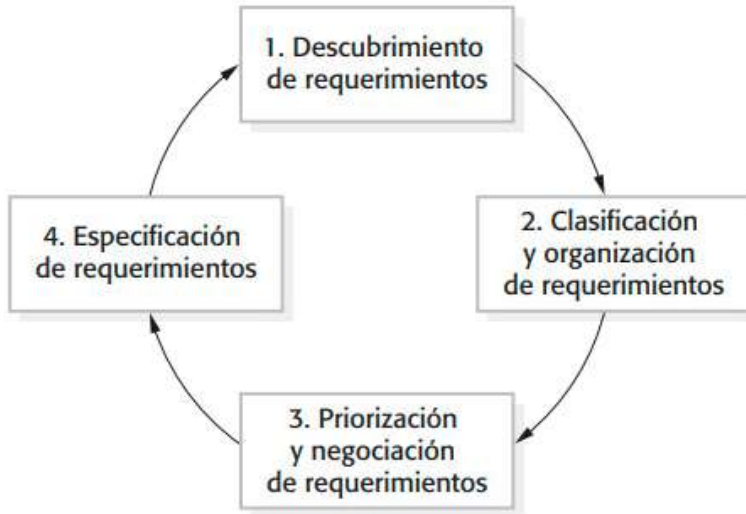 1. Descubrimiento
de requerimientos
2. Clasificación
y organización
de requerimientos
3. Priorización
y negociación
de requerimientos
4. Especificación
de requerimientos